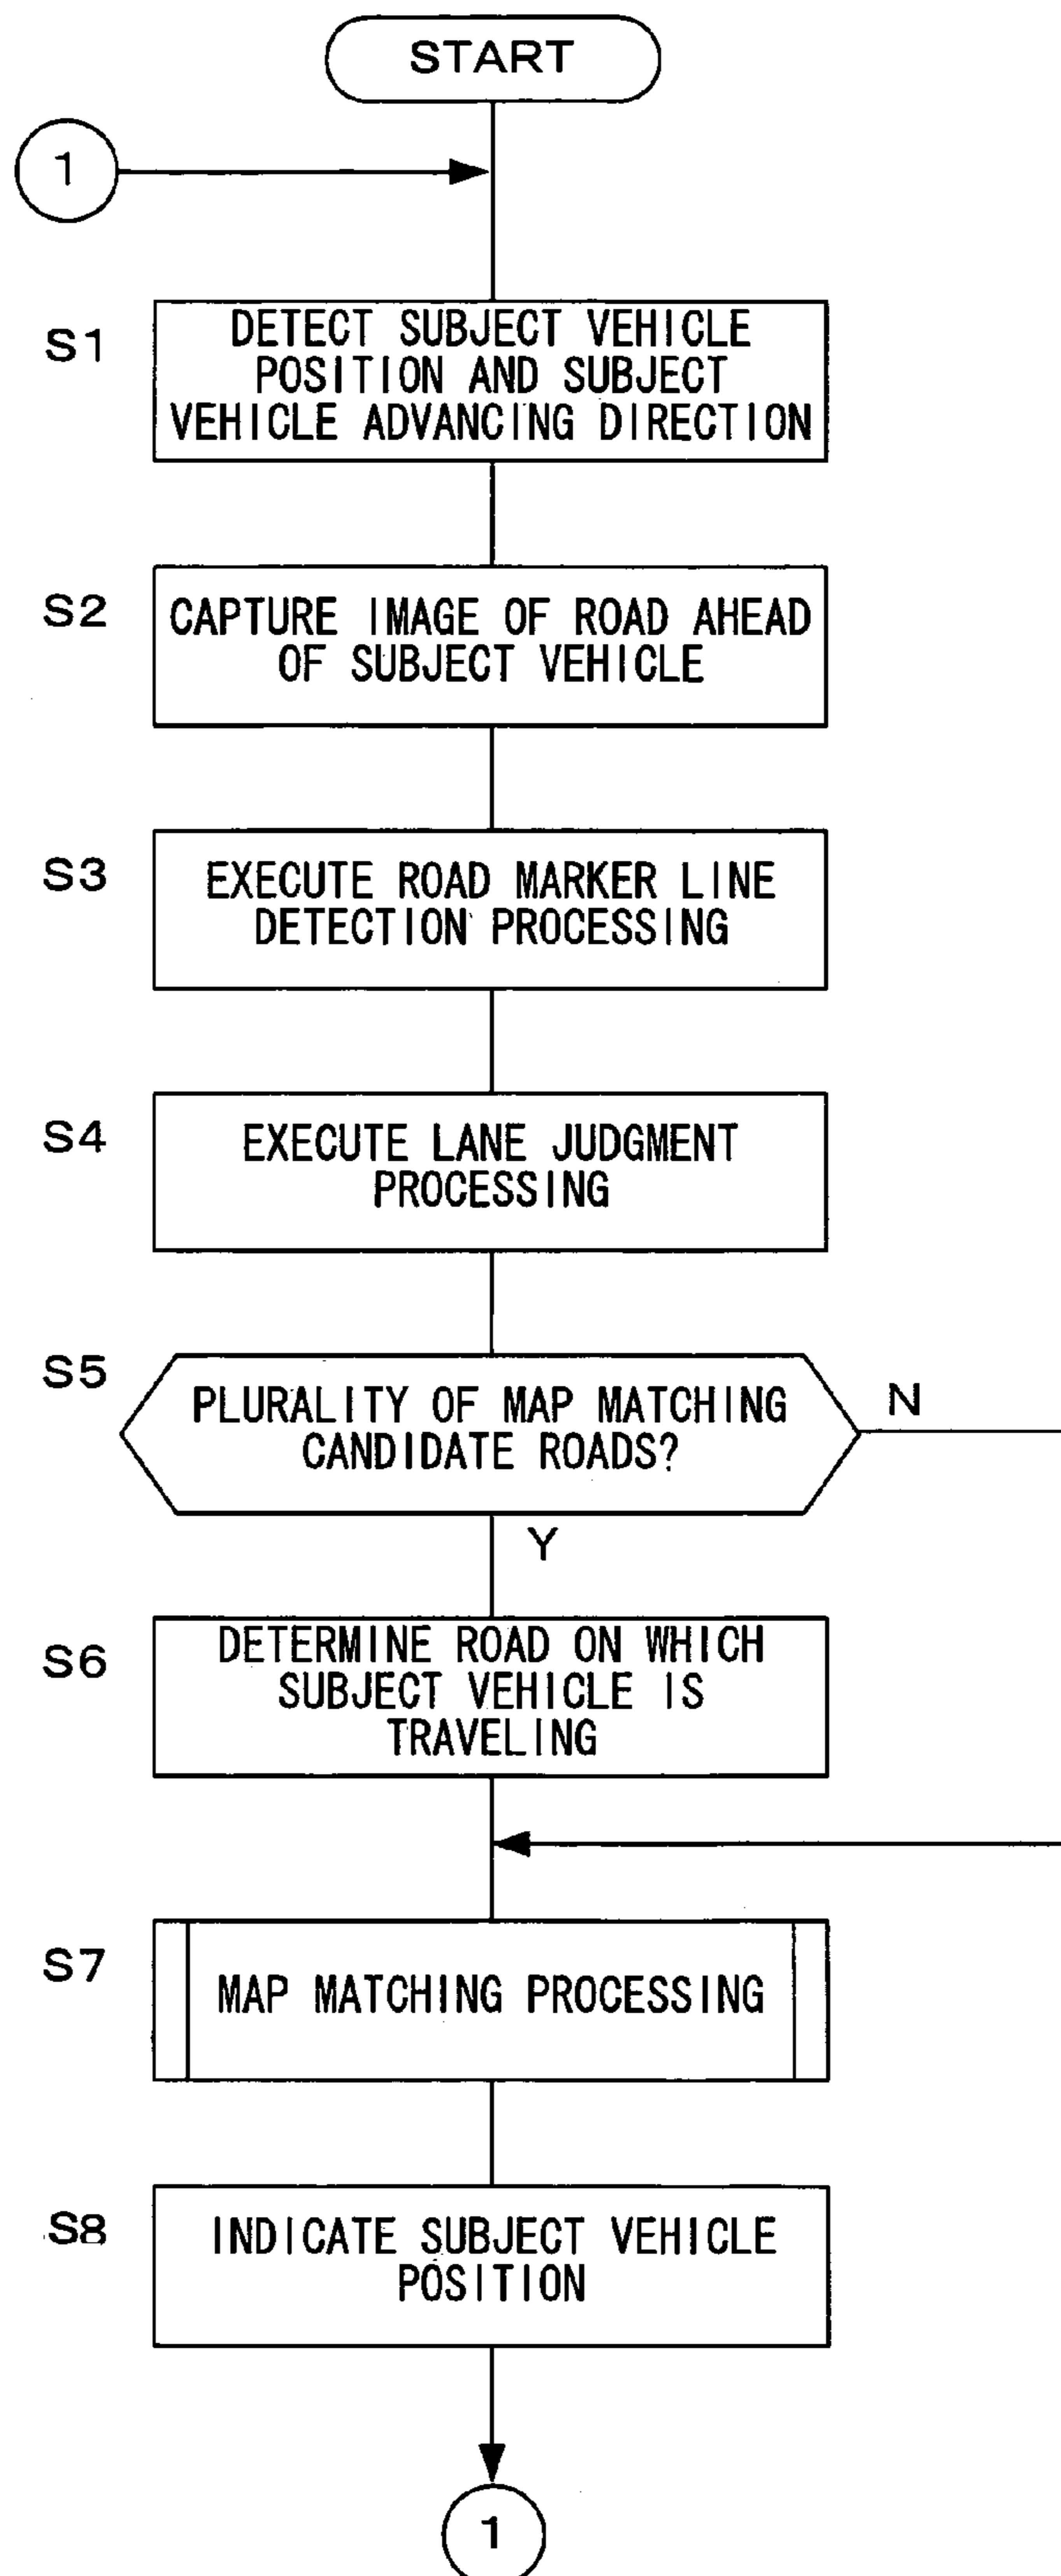 START
1
S1
DETECT SUBJECT VEHICLE
POSITION AND SUBJECT
VEHICLE ADVANCING DIRECTION
S2
CAPTURE IMAGE OF ROAD AHEAD
OF SUBJECT VEHICLE
S3
EXECUTE ROAD MARKER LINE
DETECTION PROCESSING
S4
EXECUTE LANE JUDGMENT
PROCESSING
S5
PLURALITY OF MAP MATCHING
CANDIDATE ROADS?
N
Y
S6
DETERMINE ROAD ON WHICH
SUBJECT VEHICLE IS
TRAVELING
S7
MAP MATCHING PROCESSING
S8
INDICATE SUBJECT VEHICLE
POSITION
1